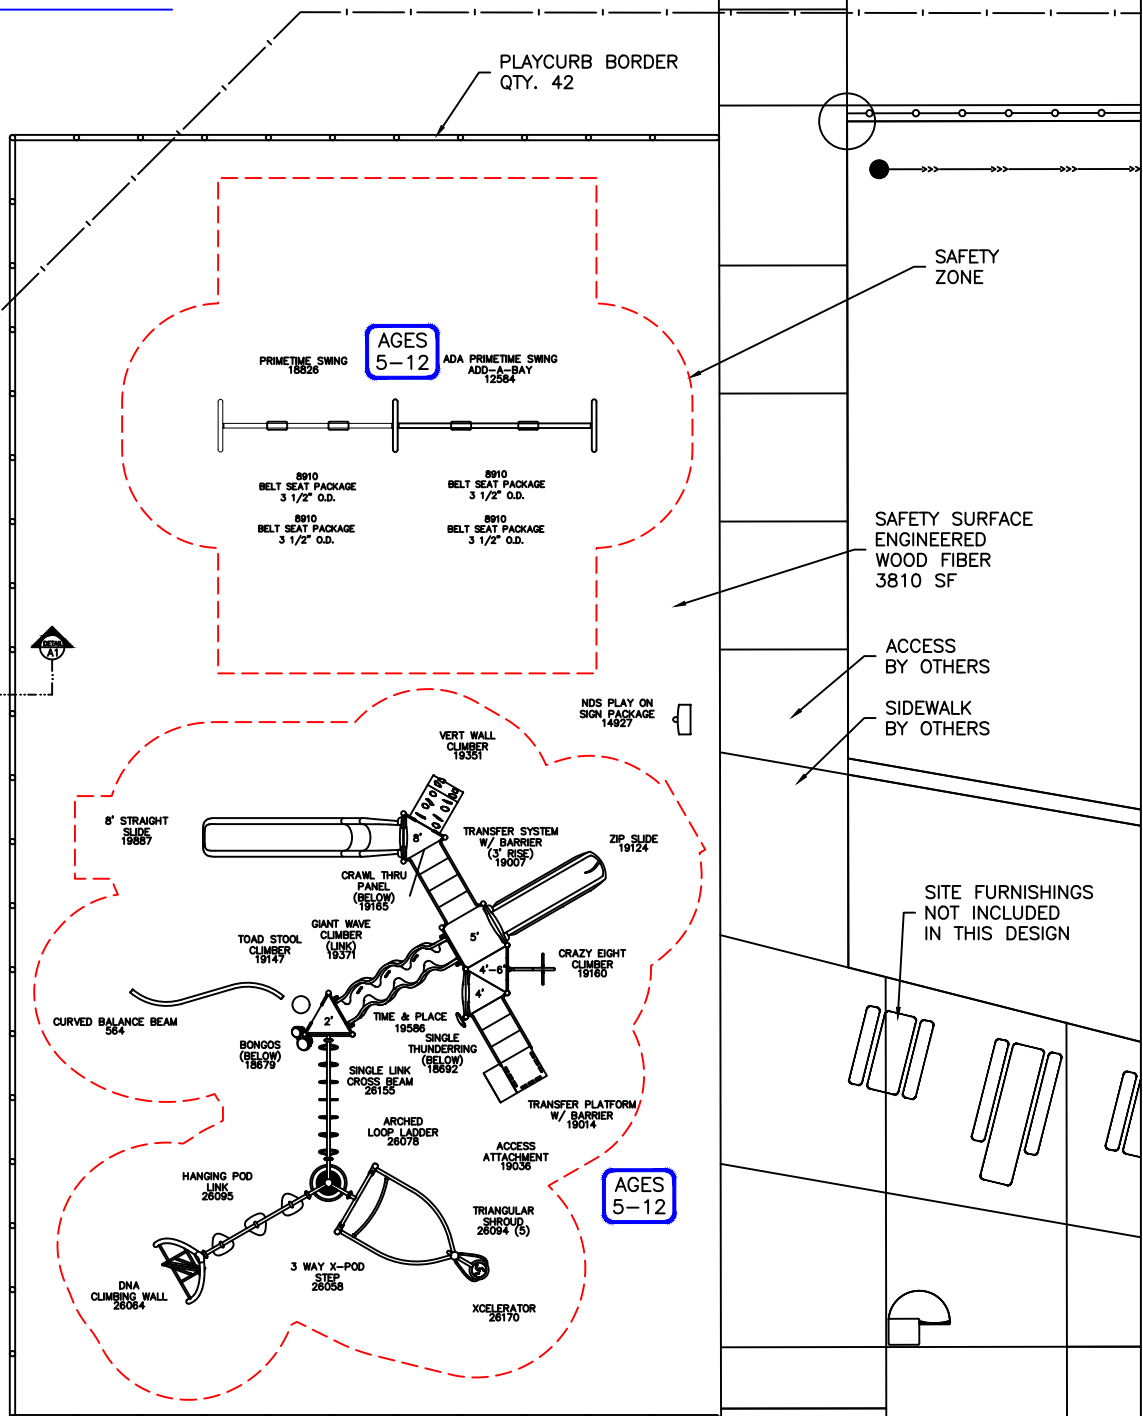 PLAYCURB BORDER
QTY. 42
SAFETY
ZONE
AGES
5-12
PRIMETIME SWING
18826
ADA PRIMETIME SWING
ADD-A-BAY
12584
8910
BELT SEAT PACKAGE
3 1/2" O.D.
8910
BELT SEAT PACKAGE
3 1/2" O.D.
8910
BELT SEAT PACKAGE
3 1/2" O.D.
8910
BELT SEAT PACKAGE
3 1/2" O.D.
SAFETY SURFACE
ENGINEERED
WOOD FIBER
3810 SF
DETAIL
A1
ACCESS
BY OTHERS
SIDEWALK
BY OTHERS
NDS PLAY ON
SIGN PACKAGE
14927
VERT WALL
CLIMBER
19351
8' STRAIGHT
SLIDE
19887
8'
TRANSFER SYSTEM
W/ BARRIER
(3' RISE)
19007
ZIP SLIDE
19124
CRAWL THRU
PANEL
(BELOW)
19165
SITE FURNISHINGS
NOT INCLUDED
IN THIS DESIGN
GIANT WAVE
CLIMBER
(LINK)
19371
TOAD STOOL
CLIMBER
19147
5'
4'-6"
4'
CRAZY EIGHT
CLIMBER
19160
CURVED BALANCE BEAM
564
2'
TIME & PLACE
19586
BONGOS
(BELOW)
18679
SINGLE
THUNDERRING
(BELOW)
18692
SINGLE LINK
CROSS BEAM
26155
TRANSFER PLATFORM
W/ BARRIER
19014
ARCHED
LOOP LADDER
26078
ACCESS
ATTACHMENT
19036
HANGING POD
LINK
26095
AGES
5-12
TRIANGULAR
SHROUD
26094 (5)
3 WAY X-POD
STEP
26058
DNA
CLIMBING WALL
26064
XCELERATOR
26170